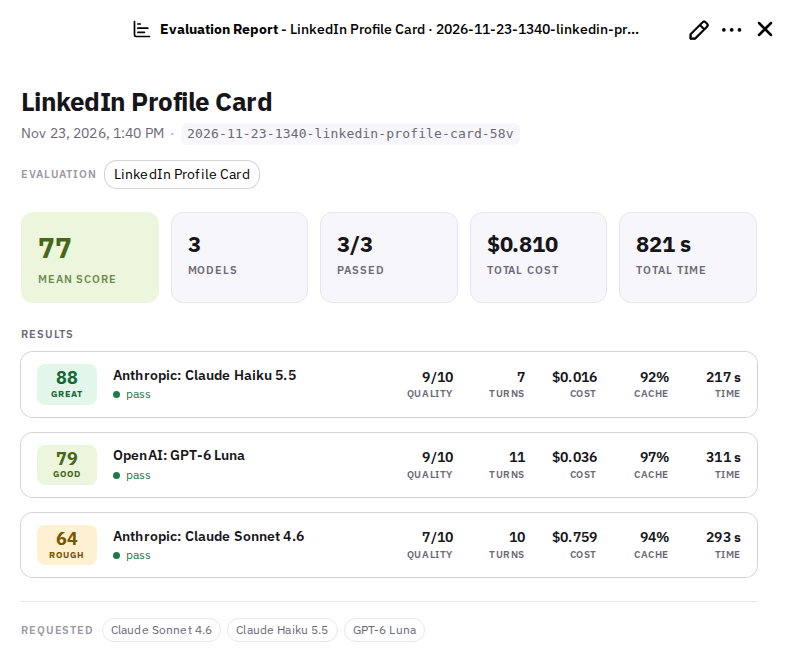 Evaluation Report - LinkedIn Profile Card · 2026-11-23-1340-linkedin-pr...
LinkedIn Profile Card
Nov 23, 2026, 1:40 PM · 2026-11-23-1340-linkedin-profile-card-58v
EVALUATION LinkedIn Profile Card
77 3 3/3 $0.810 821 s
MEAN SCORE MODELS PASSED TOTAL COST TOTAL TIME
RESULTS
88 Anthropic: Claude Haiku 5.5 9/10 7 $0.016 92% 217 s
GREAT pass QUALITY TURNS COST CACHE TIME
79 OpenAI: GPT-6 Luna 9/10 11 $0.036 97% 311 s
GOOD pass QUALITY TURNS COST CACHE TIME
64 Anthropic: Claude Sonnet 4.6 7/10 10 $0.759 94% 293 s
ROUGH pass QUALITY TURNS COST CACHE TIME
REQUESTED Claude Sonnet 4.6 Claude Haiku 5.5 GPT-6 Luna